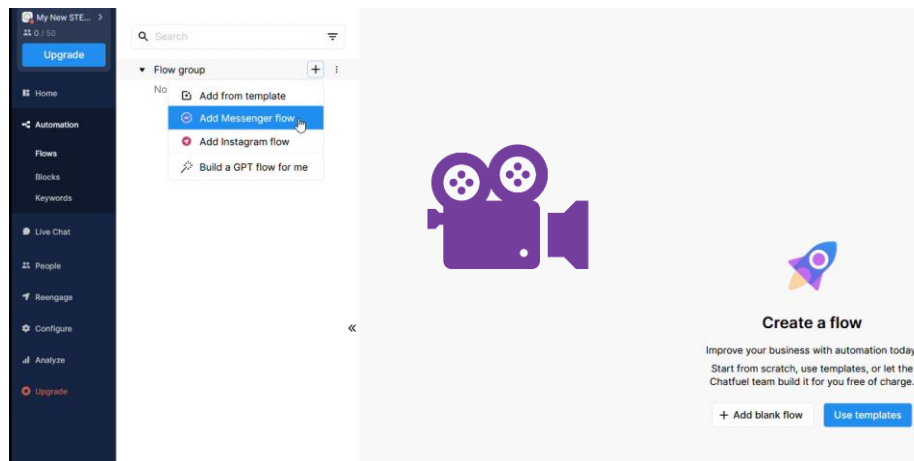 My New STE...
0 / 50
Upgrade
Home
Automation
Flows
Blocks
Keywords
Live Chat
People
Reengage
Configure
Analyze
Upgrade
Search
Flow group
No
Add from template
Add Messenger flow
Add Instagram flow
Build a GPT flow for me
Create a flow
Improve your business with automation today
Start from scratch, use templates, or let the
Chatfuel team build it for you free of charge.
+ Add blank flow
Use templates